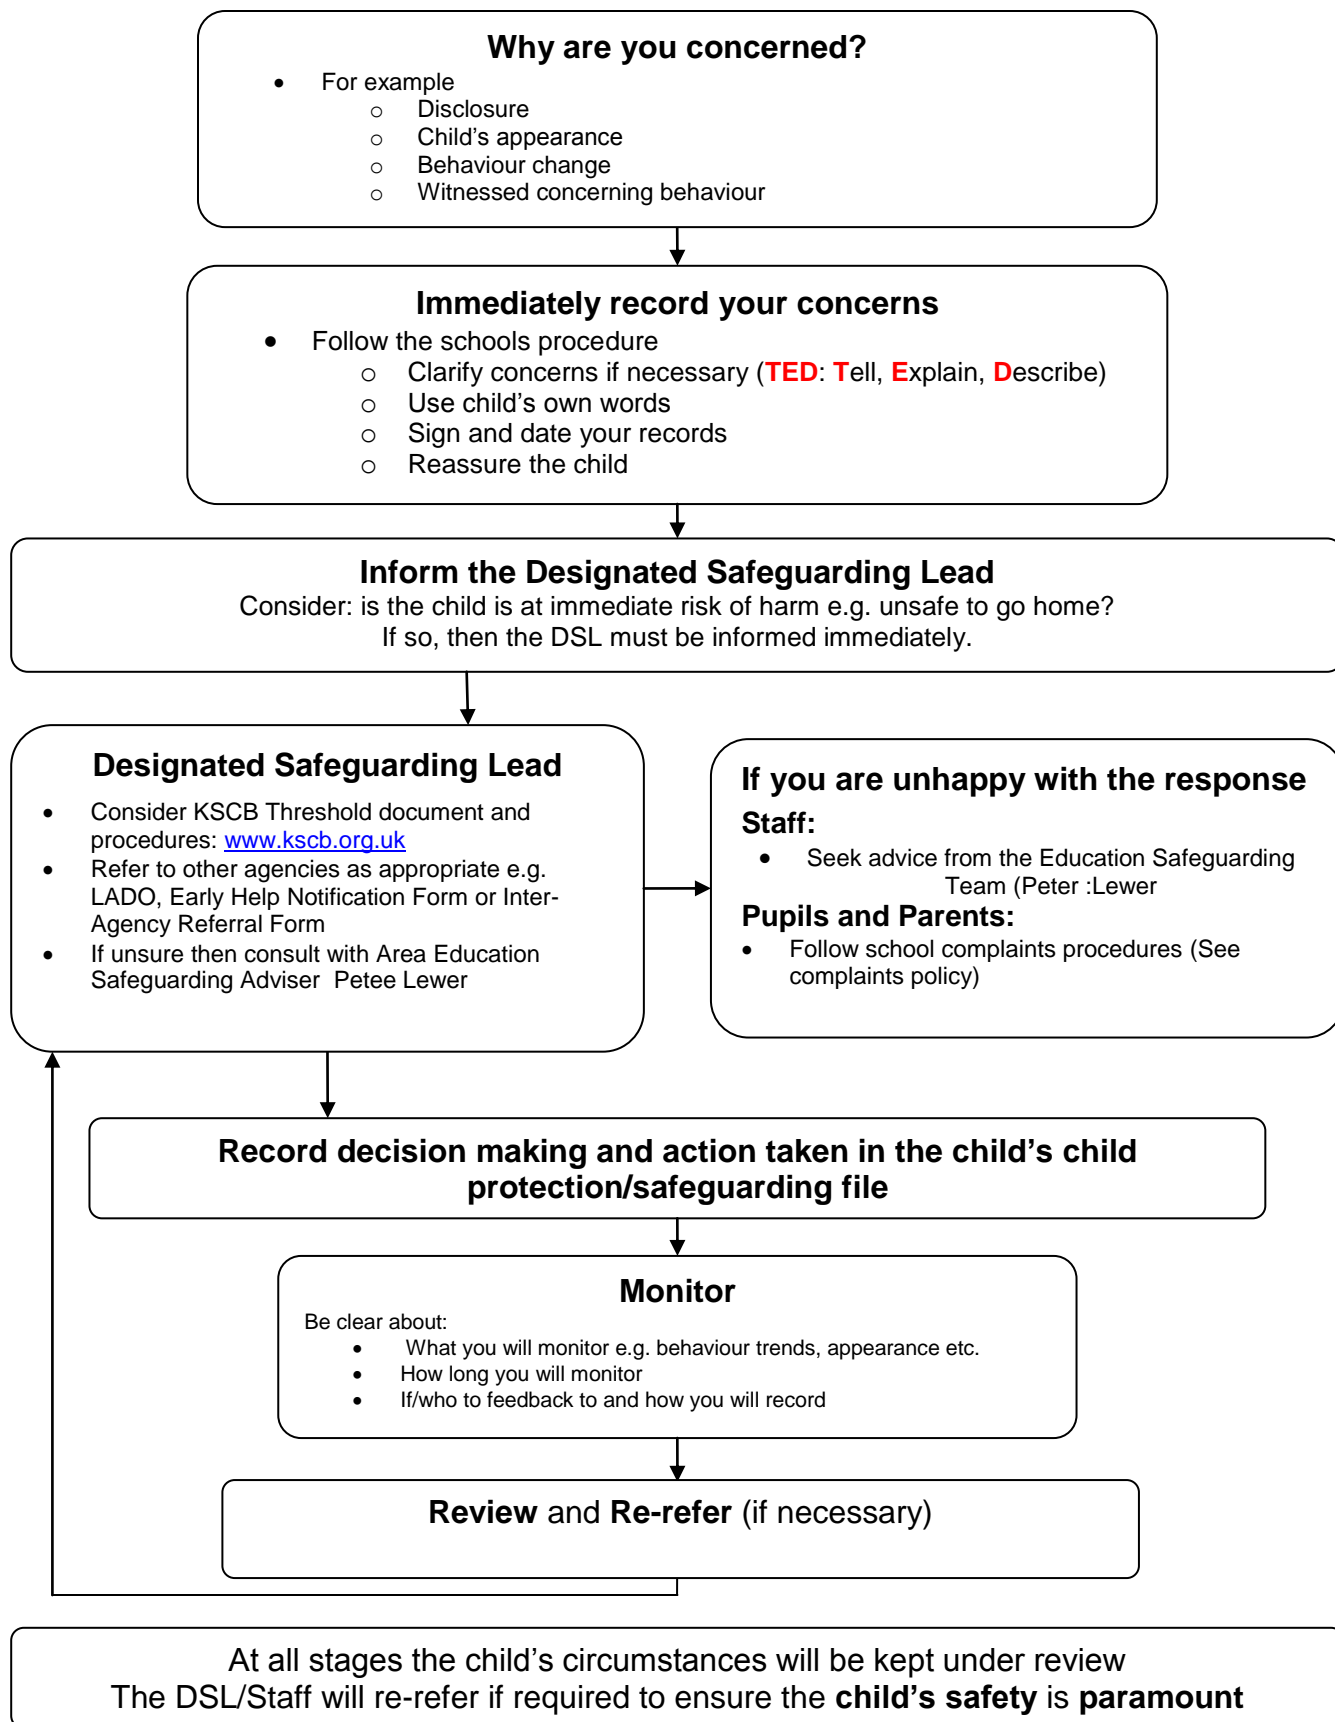 Why are you concerned?
• For example
o Disclosure
o Child's appearance
o Behaviour change
o Witnessed concerning behaviour
Immediately record your concerns
• Follow the schools procedure
o Clarify concerns if necessary (TED: Tell, Explain, Describe)
o Use child's own words
o Sign and date your records
o Reassure the child
Inform the Designated Safeguarding Lead
Consider: is the child is at immediate risk of harm e.g. unsafe to go home?
If so, then the DSL must be informed immediately.
Designated Safeguarding Lead
• Consider KSCB Threshold document and
procedures: www.kscb.org.uk
• Refer to other agencies as appropriate e.g.
LADO, Early Help Notification Form or Inter-
Agency Referral Form
• If unsure then consult with Area Education
Safeguarding Adviser  Petee Lewer
If you are unhappy with the response
Staff:
• Seek advice from the Education Safeguarding
Team (Peter :Lewer
Pupils and Parents:
• Follow school complaints procedures (See
complaints policy)
Record decision making and action taken in the child's child
protection/safeguarding file
Monitor
Be clear about:
• What you will monitor e.g. behaviour trends, appearance etc.
• How long you will monitor
• If/who to feedback to and how you will record
Review and Re-refer (if necessary)
At all stages the child's circumstances will be kept under review
The DSL/Staff will re-refer if required to ensure the child's safety is paramount